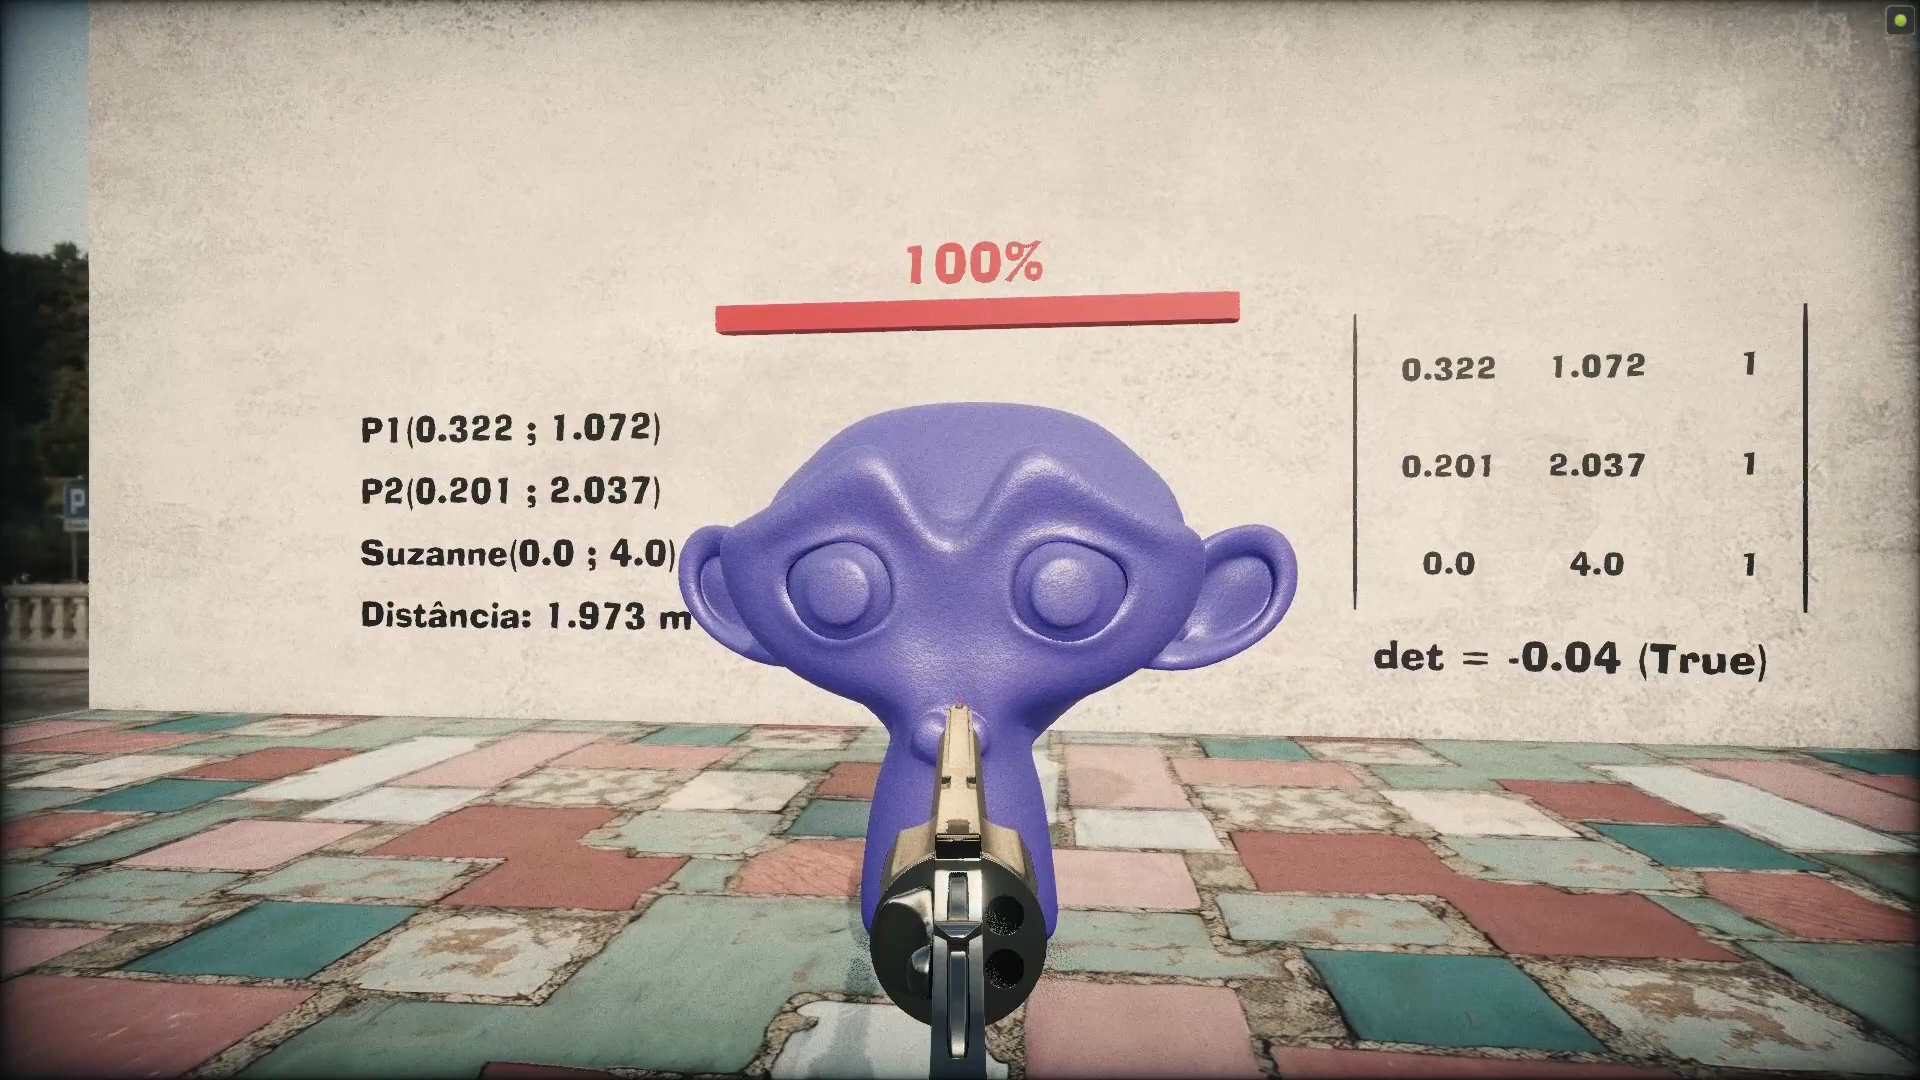 100%
P1(0.322 ; 1.072)
P2(0.201 ; 2.037)
Suzanne(0.0 ; 4.0)
Distância: 1.973 m
0.322 1.072 1
0.201 2.037 1
0.0 4.0 1
det = -0.04 (True)
P